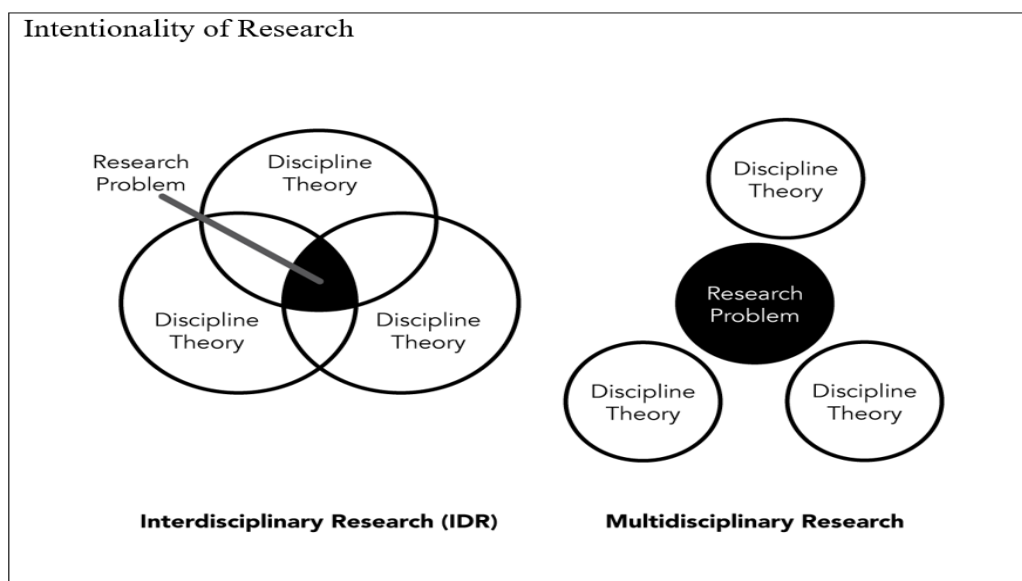 Intentionality of Research
Research
Problem
Discipline
Theory
Discipline
Theory
Discipline
Theory
Interdisciplinary Research (IDR)
Discipline
Theory
Research
Problem
Discipline
Theory
Discipline
Theory
Multidisciplinary Research